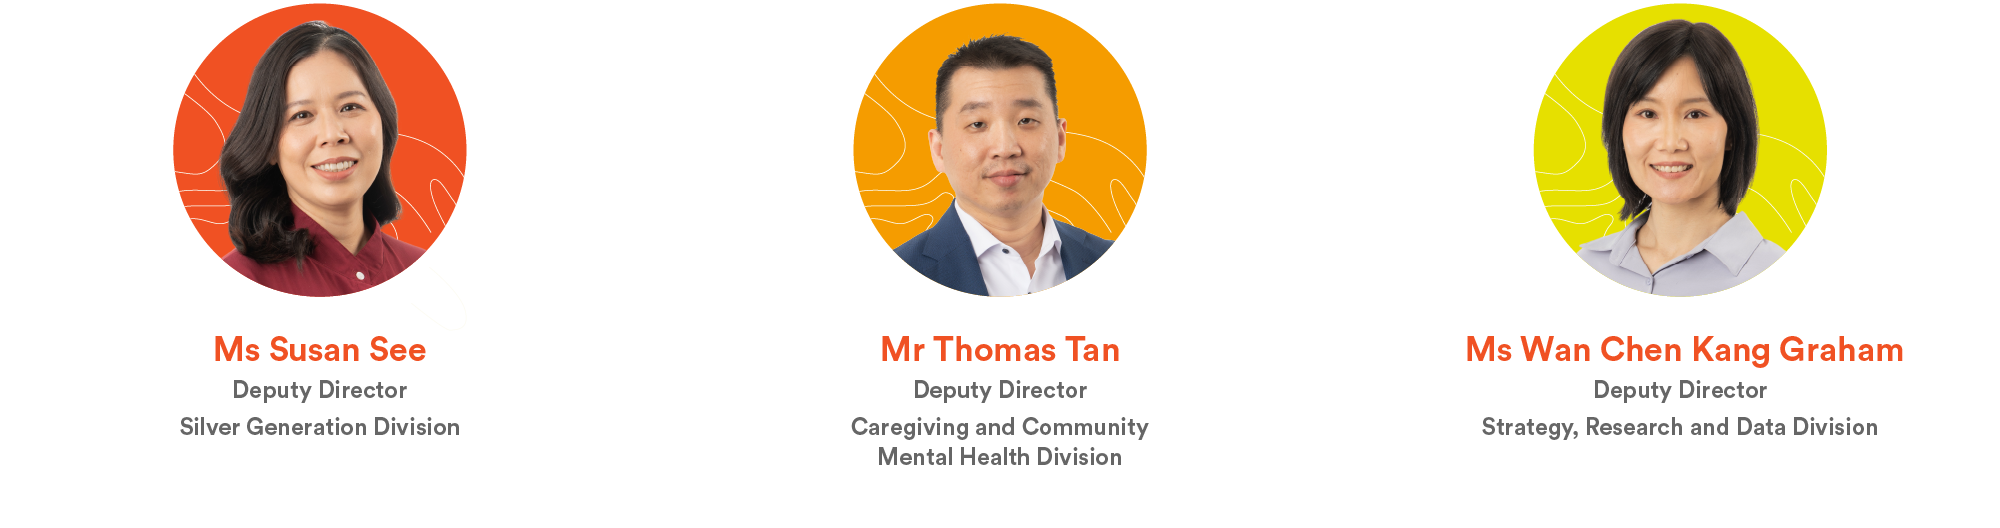 Ms Susan See
Deputy Director
Silver Generation Division
Mr Thomas Tan
Deputy Director
Caregiving and Community
Mental Health Division
Ms Wan Chen Kang Graham
Deputy Director
Strategy, Research and Data Division